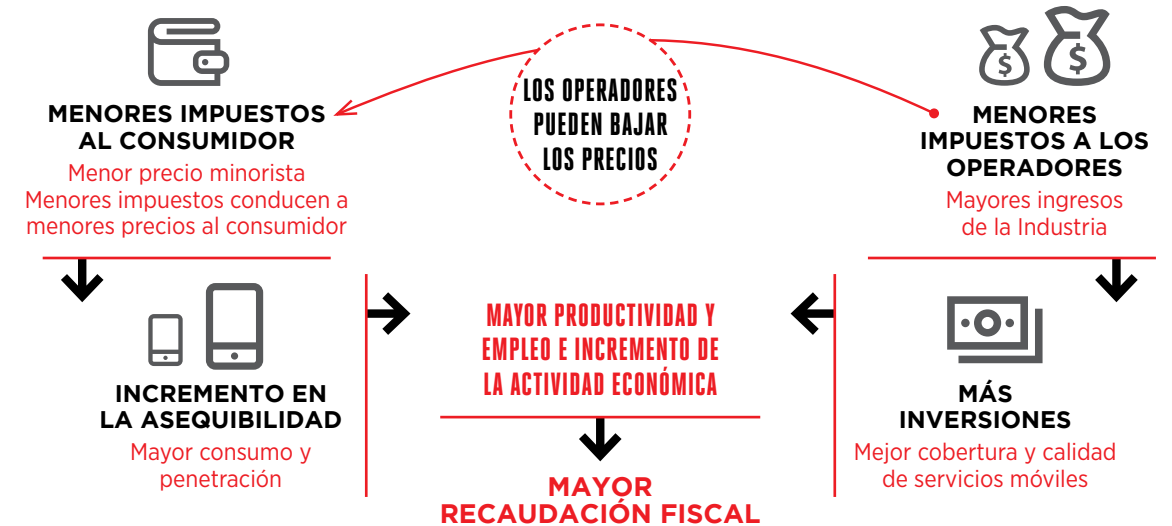 LOS OPERADORES
PUEDEN BAJAR
LOS PRECIOS
MENORES IMPUESTOS
AL CONSUMIDOR
Menor precio minorista
Menores impuestos conducen a
menores precios al consumidor
$
$
MENORES
IMPUESTOS A LOS
OPERADORES
Mayores ingresos
de la Industria
INCREMENTO EN
LA ASEQUIBILIDAD
Mayor consumo y
penetración
MAYOR PRODUCTIVIDAD Y
EMPLEO E INCREMENTO DE
LA ACTIVIDAD ECONÓMICA
MÁS
INVERSIONES
Mejor cobertura y calidad
de servicios móviles
MAYOR
RECAUDACIÓN FISCAL